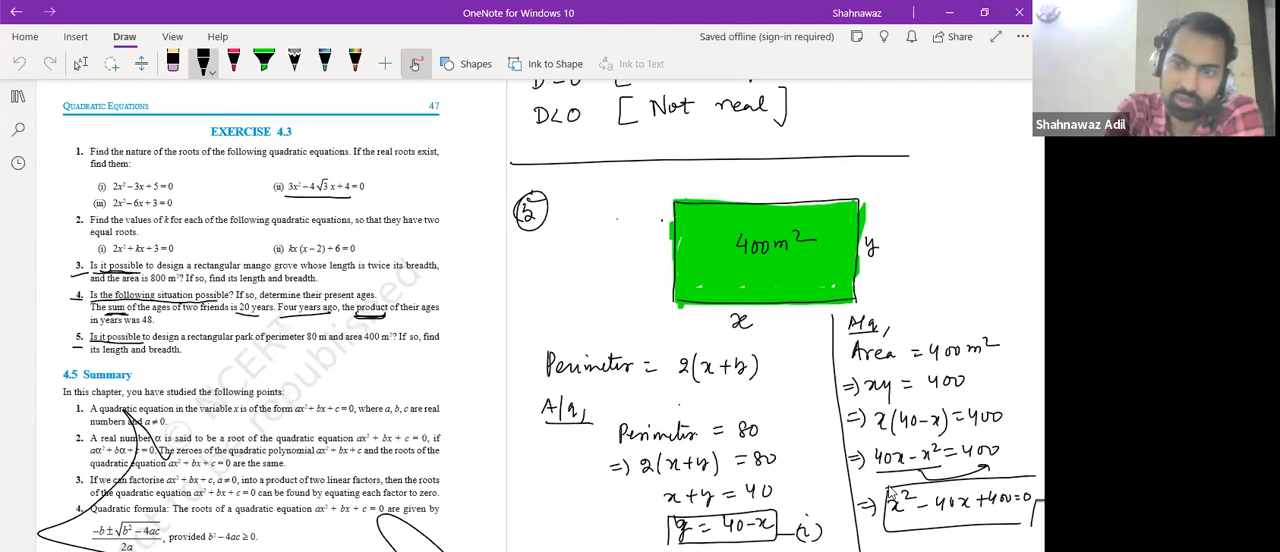 OneNote for Windows 10
Shahnawaz
Home Insert Draw View Help
Saved offline (sign-in required)
Share
Shapes
Ink to Shape
Ink to Text
Shahnawaz Adil
QUADRATIC EQUATIONS 47
EXERCISE 4.3
1. Find the nature of the roots of the following quadratic equations. If the real roots exist,
find them:
(i) 2x² – 3x + 5 = 0 (ii) 3x² – 4√3 x + 4 = 0
(iii) 2x² – 6x + 3 = 0
2. Find the values of k for each of the following quadratic equations, so that they have two
equal roots.
(i) 2x² + kx + 3 = 0 (ii) kx (x – 2) + 6 = 0
3. Is it possible to design a rectangular mango grove whose length is twice its breadth,
and the area is 800 m²? If so, find its length and breadth.
4. Is the following situation possible? If so, determine their present ages.
The sum of the ages of two friends is 20 years. Four years ago, the product of their ages
in years was 48.
5. Is it possible to design a rectangular park of perimeter 80 m and area 400 m²? If so, find
its length and breadth.
4.5 Summary
In this chapter, you have studied the following points:
1. A quadratic equation in the variable x is of the form ax² + bx + c = 0, where a, b, c are real
numbers and a ≠ 0.
2. A real number α is said to be a root of the quadratic equation ax² + bx + c = 0, if
aα² + bα + c = 0. The zeroes of the quadratic polynomial ax² + bx + c and the roots of the
quadratic equation ax² + bx + c = 0 are the same.
3. If we can factorise ax² + bx + c, a ≠ 0, into a product of two linear factors, then the roots
of the quadratic equation ax² + bx + c = 0 can be found by equating each factor to zero.
4. Quadratic formula: The roots of a quadratic equation ax² + bx + c = 0 are given by
-b ± √b² - 4ac
2a
, provided b² – 4ac ≥ 0.
© NCERT
not to be republished
D<0 [Not real]
400m²
y
x
Perimeter = 2(x+y)
A/q,
Perimeter = 80
⇒ 2(x+y) = 80
x+y = 40
y = 40-x —(i)
A/q,
Area = 400m²
⇒ xy = 400
⇒ x(40-x) = 400
⇒ 40x - x² = 400
⇒ x² - 40x + 400 = 0